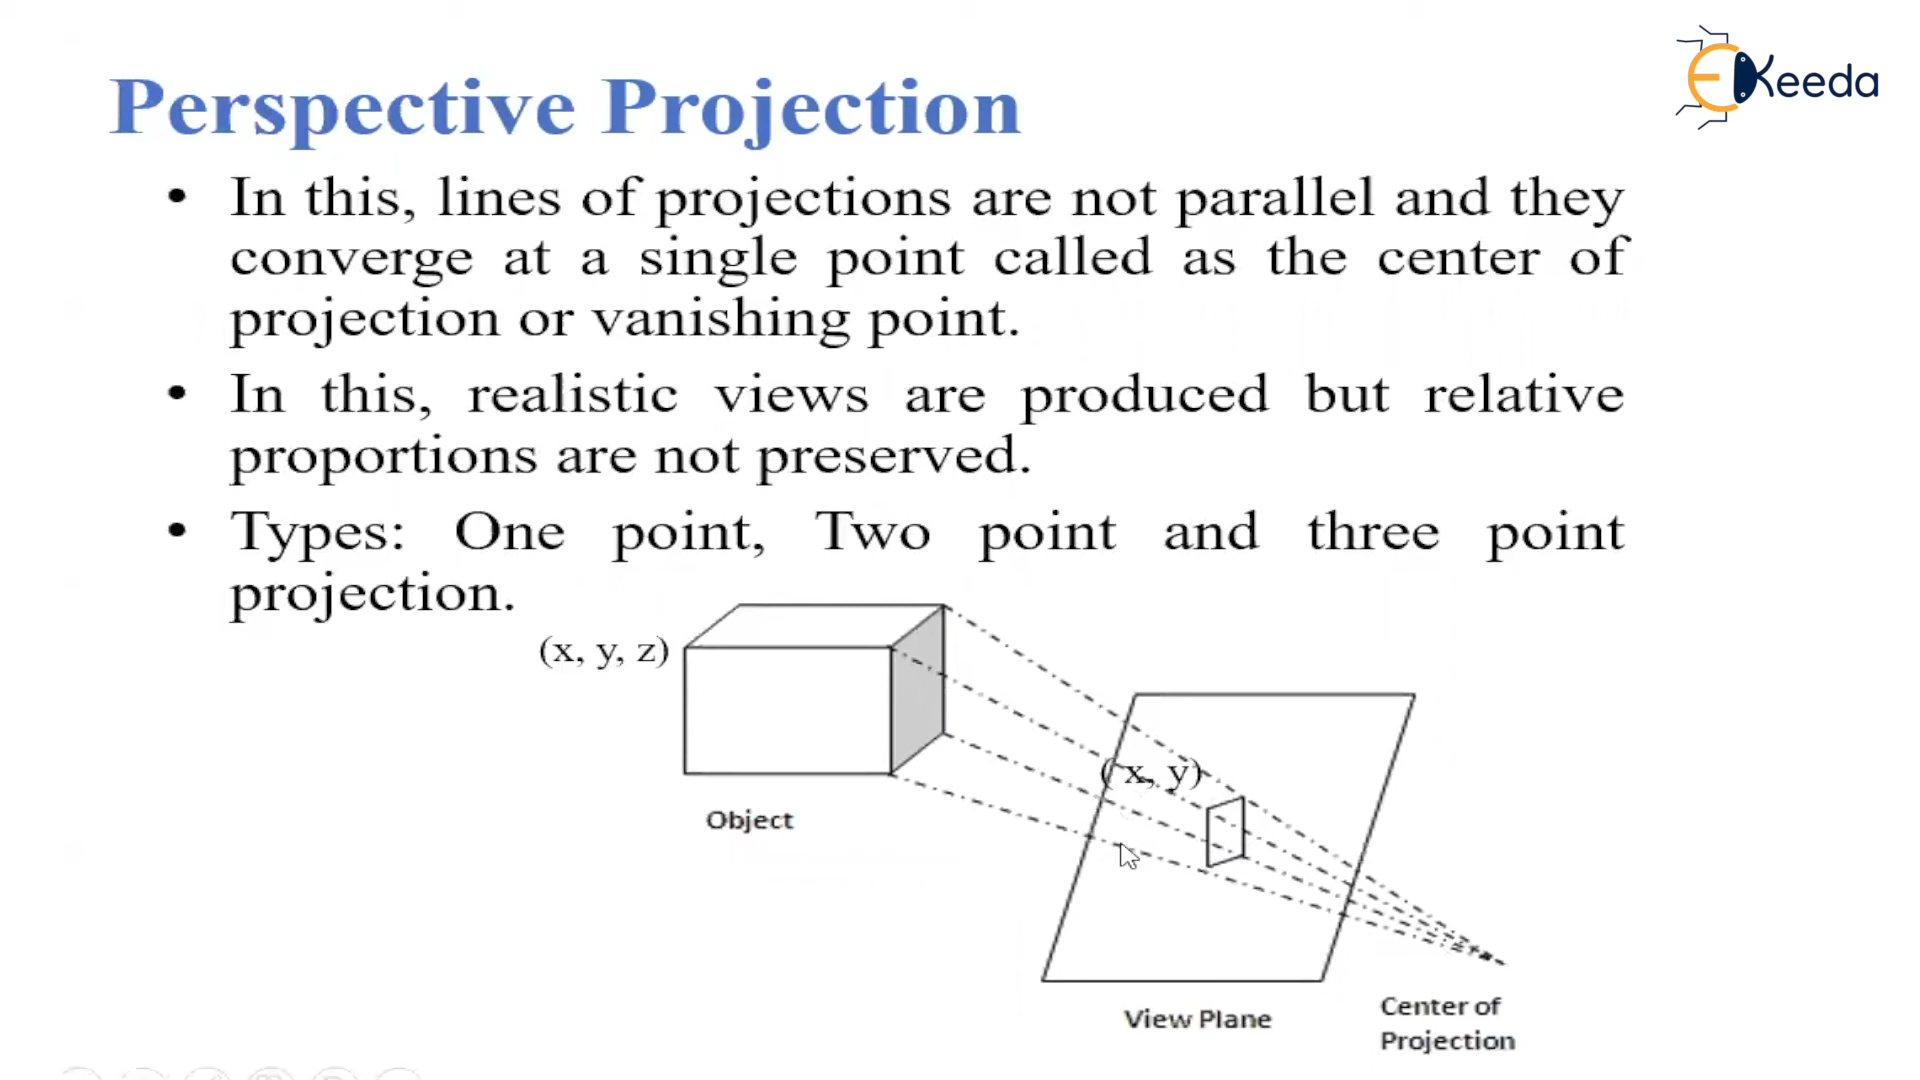 EKeeda
Perspective Projection
• In this, lines of projections are not parallel and they
converge at a single point called as the center of
projection or vanishing point.
• In this, realistic views are produced but relative
proportions are not preserved.
• Types: One point, Two point and three point
projection.
(x, y, z)
( x, y)
Object
View Plane
Center of
Projection